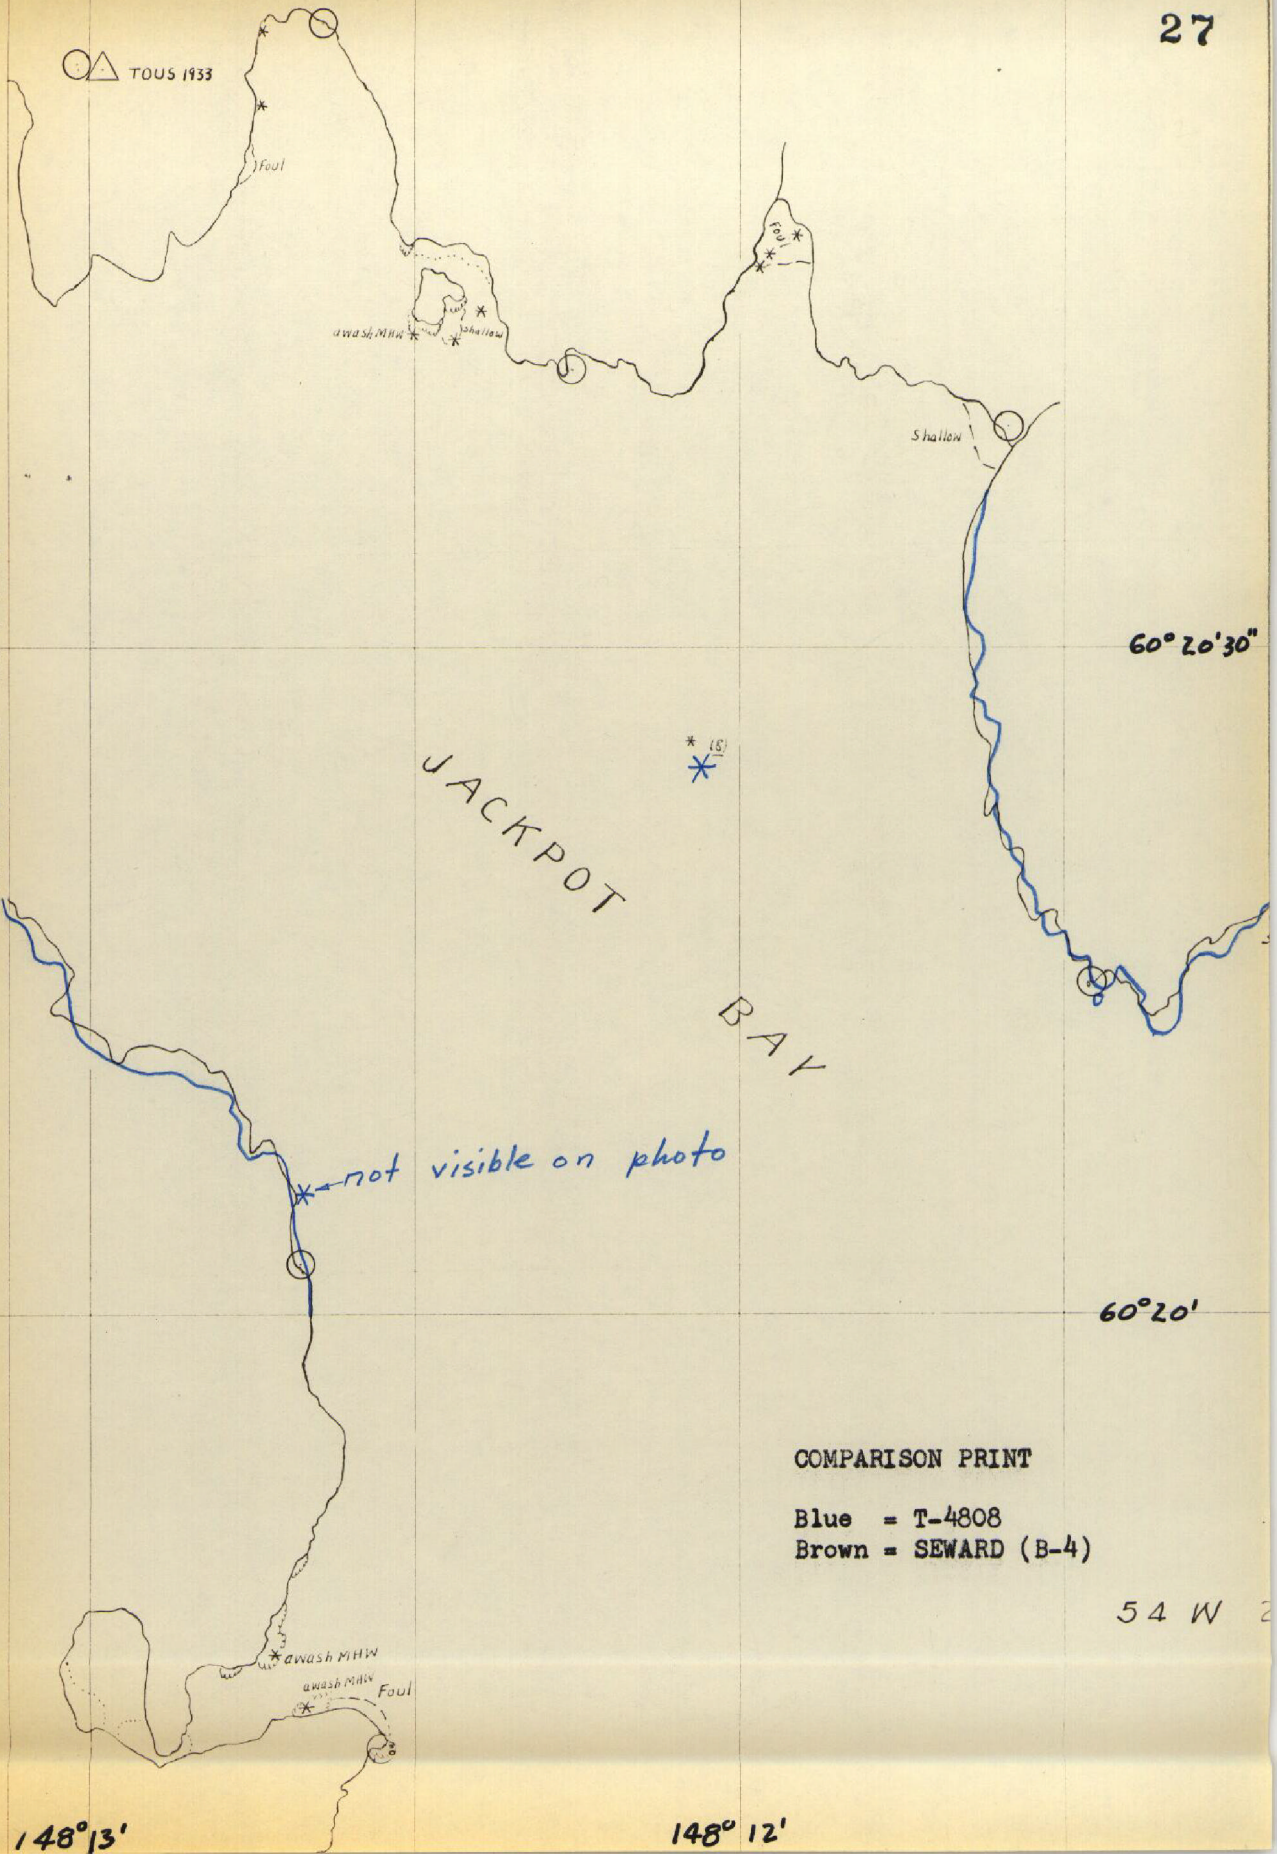 27
TOUS 1933
Foul
Foul
awash MHW
Shallow
Shallow
60° 20' 30"
(8)
JACKPOT
BAY
not visible on photo
60° 20'
COMPARISON PRINT
Blue = T-4808
Brown = SEWARD (B-4)
54 W
awash MHW
awash MHW
Foul
148° 13'
148° 12'